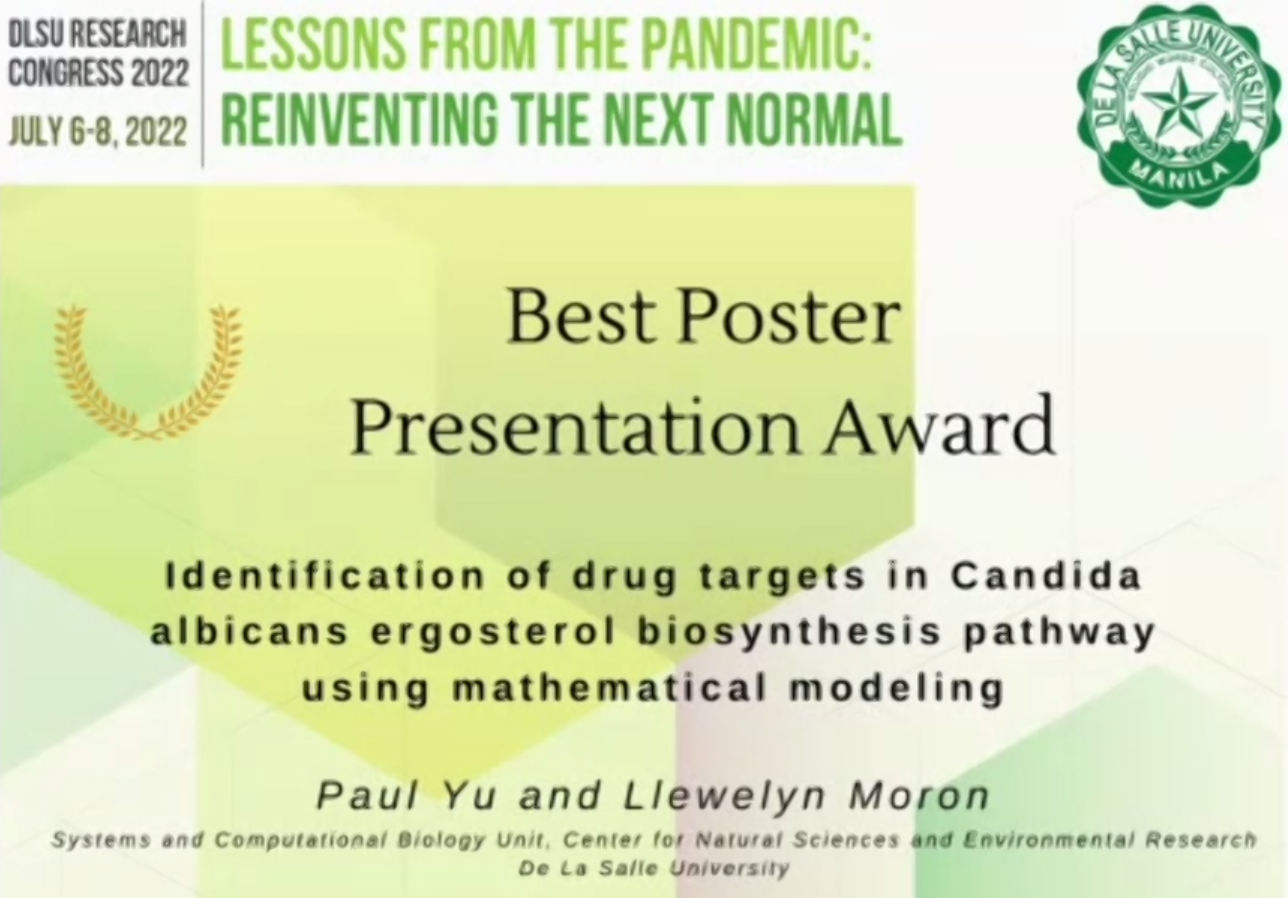 DLSU RESEARCH
CONGRESS 2022
JULY 6-8, 2022
LESSONS FROM THE PANDEMIC:
REINVENTING THE NEXT NORMAL
DE LA SALLE UNIVERSITY
MANILA
Best Poster
Presentation Award
Identification of drug targets in Candida
albicans ergosterol biosynthesis pathway
using mathematical modeling
Paul Yu and Llewelyn Moron
Systems and Computational Biology Unit, Center for Natural Sciences and Environmental Research
De La Salle University